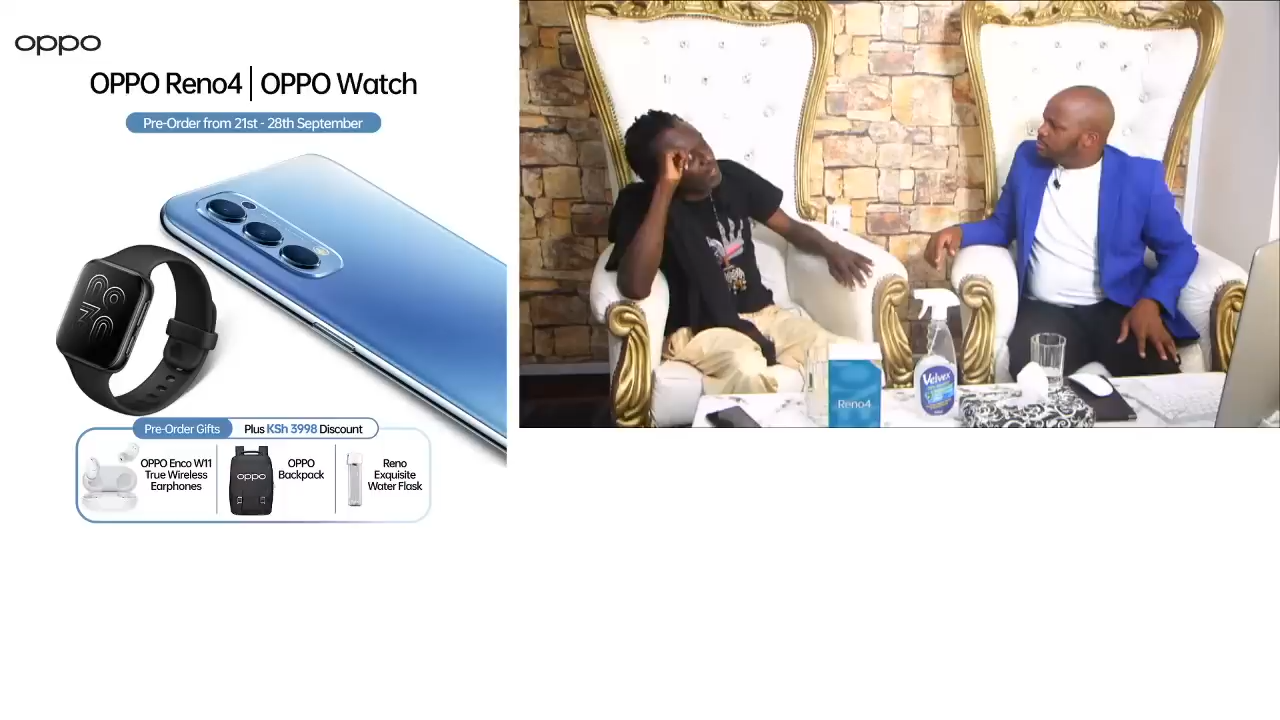 oppo
OPPO Reno4 | OPPO Watch
Pre-Order from 21st - 28th September
Pre-Order Gifts
Plus KSh 3998 Discount
OPPO Enco W11
True Wireless
Earphones
oppo
OPPO
Backpack
Reno
Exquisite
Water Flask
Reno4
Velvex